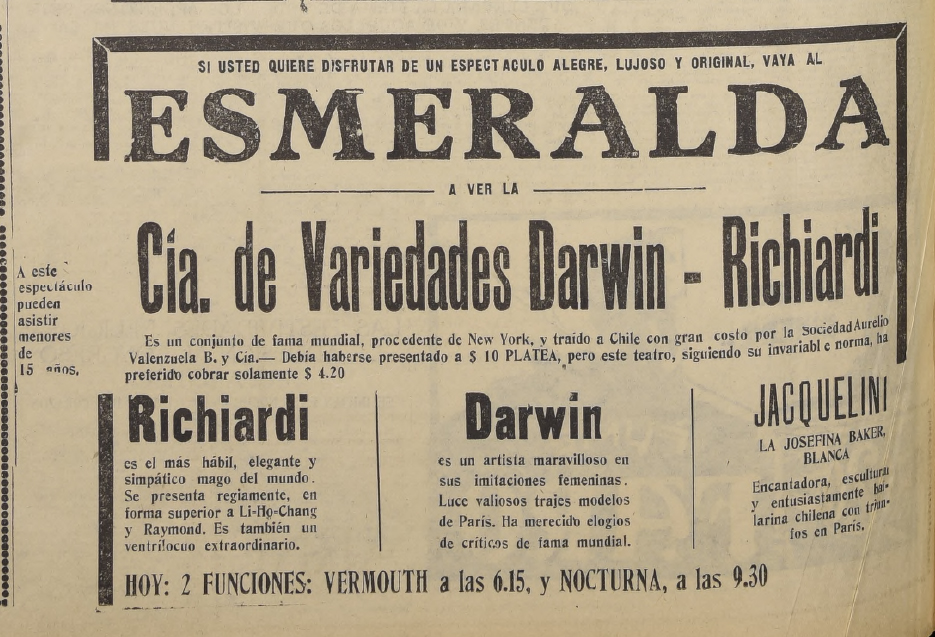 SI USTED QUIERE DISFRUTAR DE UN ESPECTACULO ALEGRE, LUJOSO Y ORIGINAL, VAYA AL
ESMERALDA
A VER LA
Cía. de Variedades Darwin - Richiardi
A este
espectáculo
pueden
asistir
menores
de
15 años.
Es un conjunto de fama mundial, procedente de New York, y traído a Chile con gran costo por la Sociedad Aurelio
Valenzuela B. y Cía.— Debía haberse presentado a $ 10 PLATEA, pero este teatro, siguiendo su invariable norma, ha
preferido cobrar solamente $ 4.20
Richiardi
es el más hábil, elegante y
simpático mago del mundo.
Se presenta regiamente, en
forma superior a Li-Ho-Chang
y Raymond. Es también un
ventrílocuo extraordinario.
Darwin
es un artista maravilloso en
sus imitaciones femeninas.
Luce valiosos trajes modelos
de París. Ha merecido elogios
de críticos de fama mundial.
JACQUELINI
LA JOSEFINA BAKER,
BLANCA
Encantadora, escultural
y entusiastamente bai-
larina chilena con triun-
fos en París.
HOY: 2 FUNCIONES: VERMOUTH a las 6.15, y NOCTURNA, a las 9.30